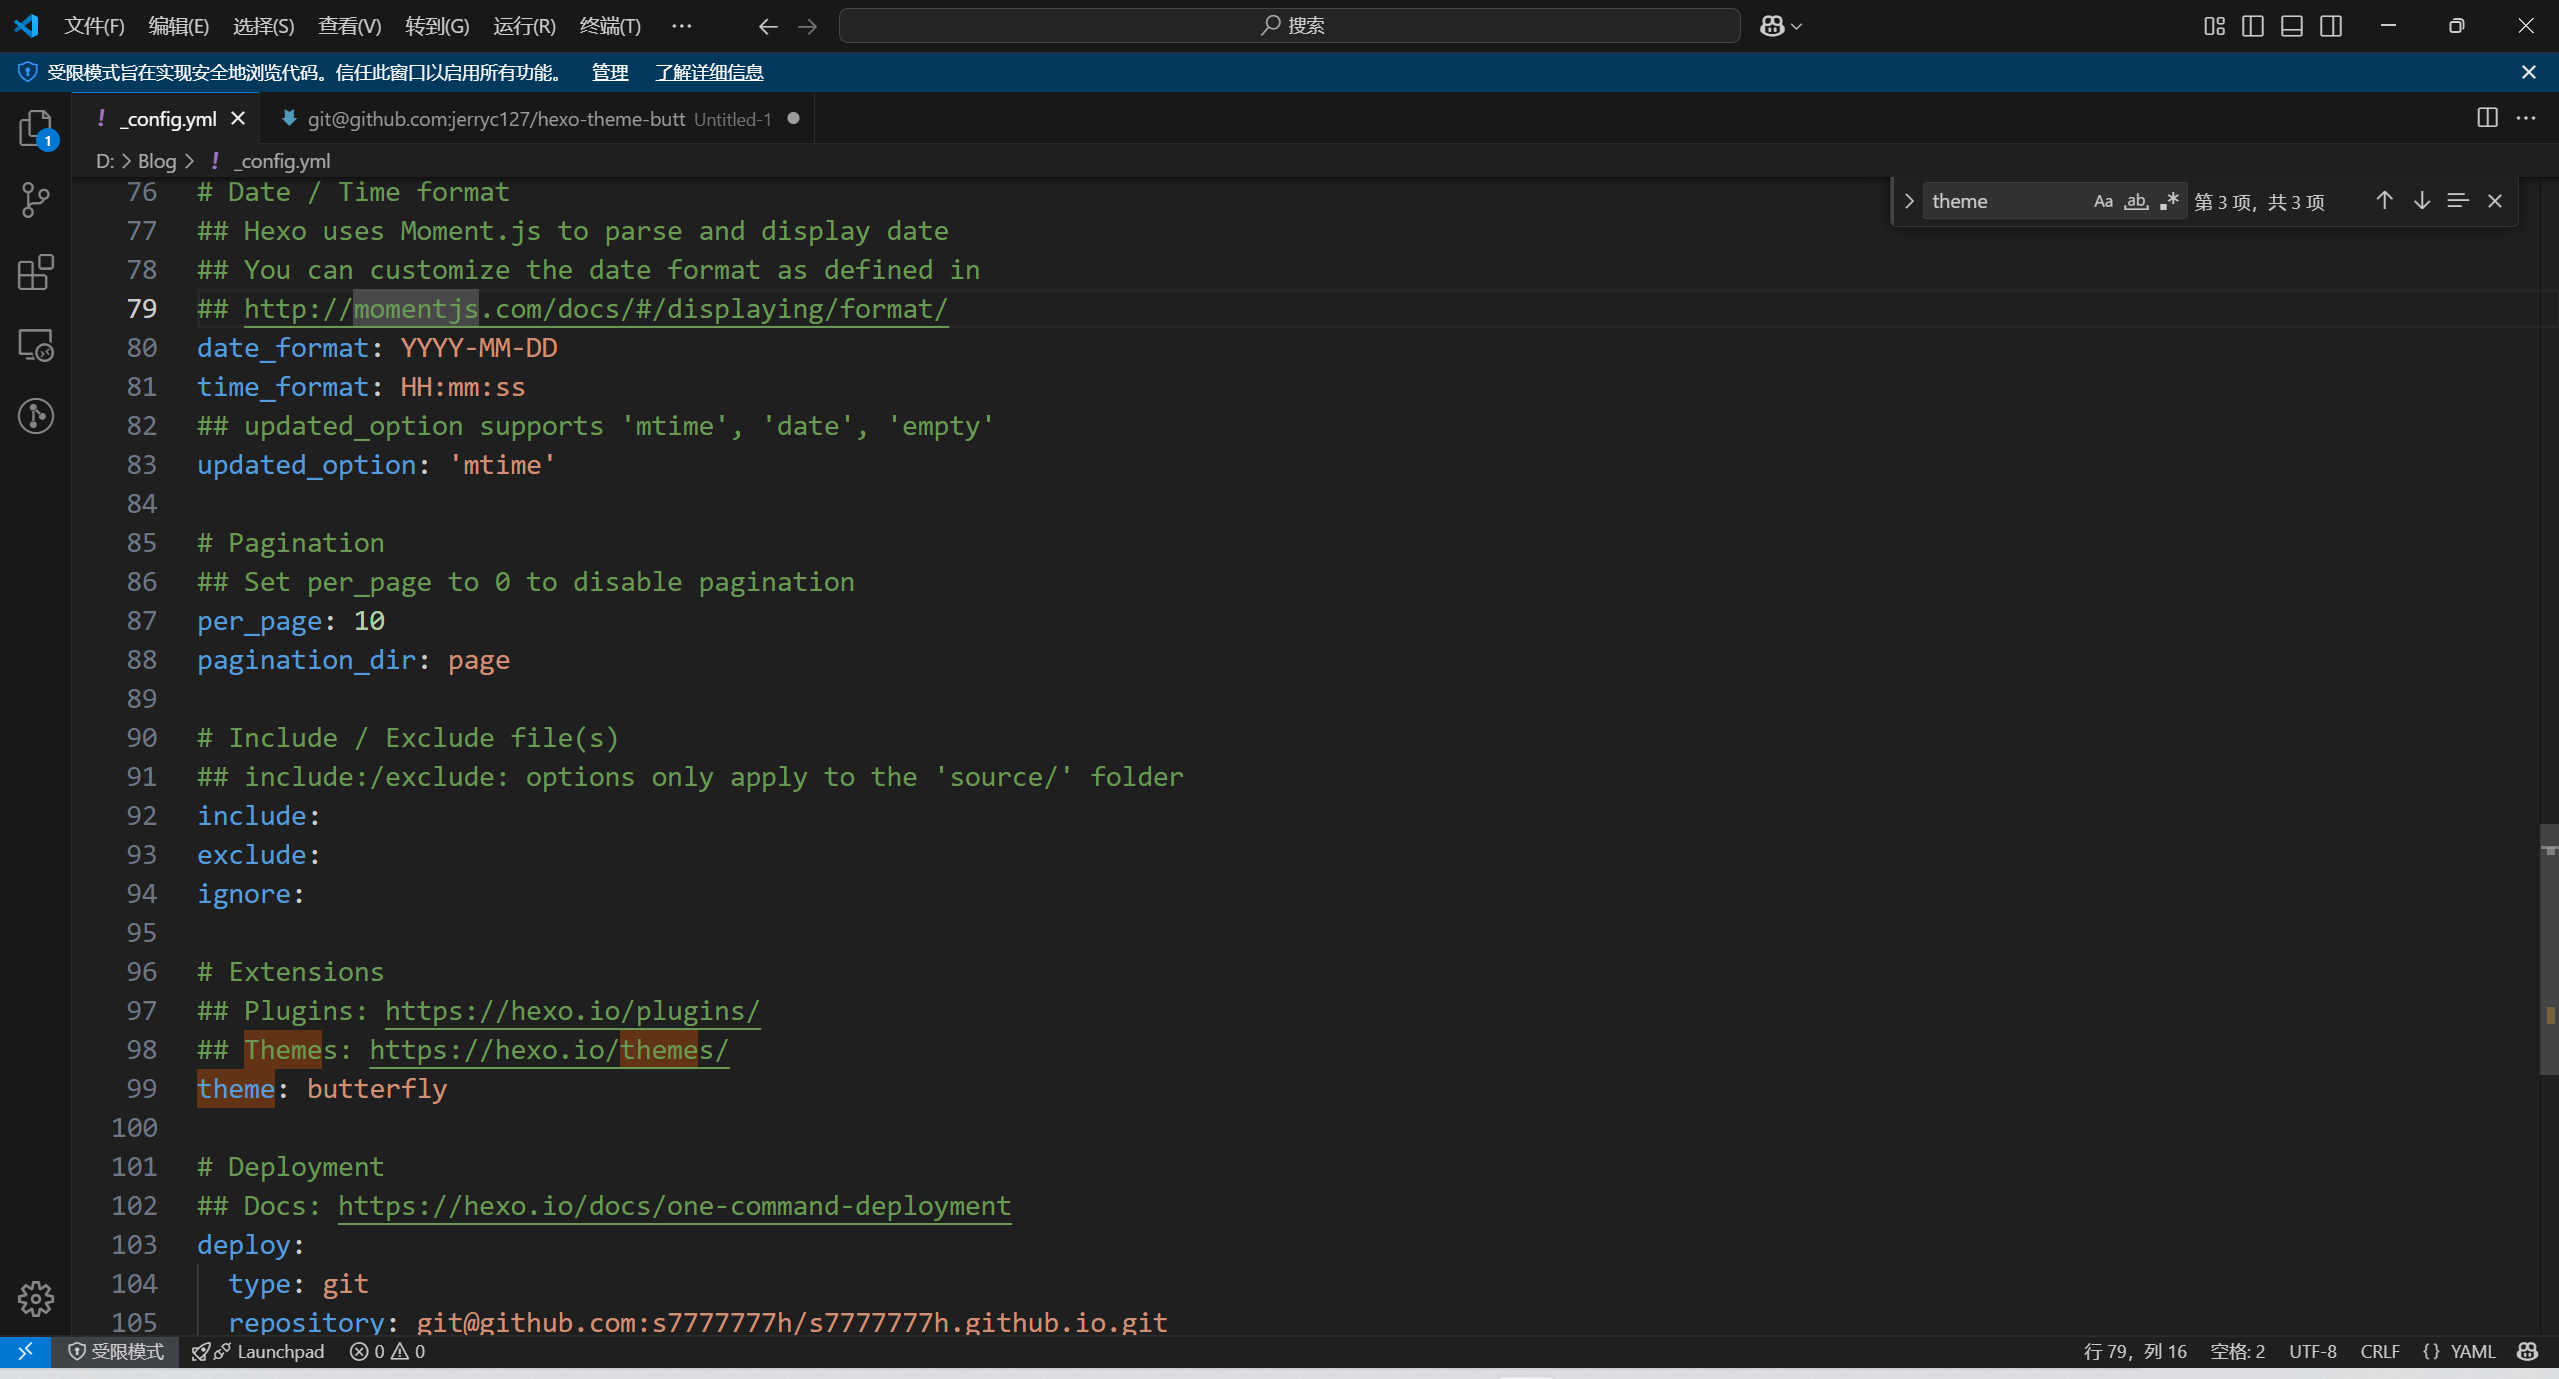 文件(F) 编辑(E) 选择(S) 查看(V) 转到(G) 运行(R) 终端(T) ··· 搜索
受限模式旨在实现安全地浏览代码。信任此窗口以启用所有功能。 管理 了解详细信息
! _config.yml git@github.com:jerryc127/hexo-theme-butt Untitled-1
D: > Blog > ! _config.yml
theme Aa ab .* 第 3 项，共 3 项
76 # Date / Time format
77 ## Hexo uses Moment.js to parse and display date
78 ## You can customize the date format as defined in
79 ## http://momentjs.com/docs/#/displaying/format/
80 date_format: YYYY-MM-DD
81 time_format: HH:mm:ss
82 ## updated_option supports 'mtime', 'date', 'empty'
83 updated_option: 'mtime'
84
85 # Pagination
86 ## Set per_page to 0 to disable pagination
87 per_page: 10
88 pagination_dir: page
89
90 # Include / Exclude file(s)
91 ## include:/exclude: options only apply to the 'source/' folder
92 include:
93 exclude:
94 ignore:
95
96 # Extensions
97 ## Plugins: https://hexo.io/plugins/
98 ## Themes: https://hexo.io/themes/
99 theme: butterfly
100
101 # Deployment
102 ## Docs: https://hexo.io/docs/one-command-deployment
103 deploy:
104 type: git
105 repository: git@github.com:s7777777h/s7777777h.github.io.git
1
受限模式 Launchpad 0 0 行 79，列 16 空格: 2 UTF-8 CRLF {} YAML